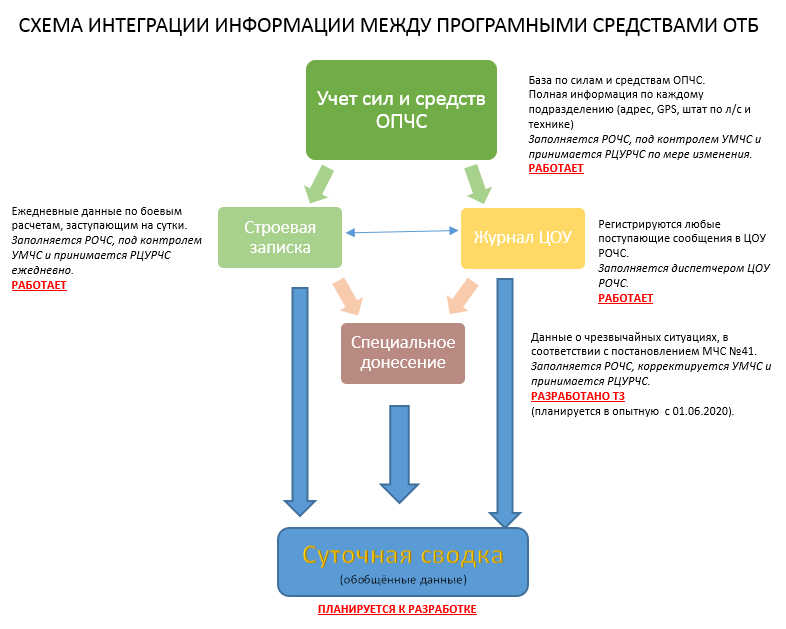 СХЕМА ИНТЕГРАЦИИ ИНФОРМАЦИИ МЕЖДУ ПРОГРАМНЫМИ СРЕДСТВАМИ ОТБ
Учет сил и средств
ОПЧС
База по силам и средствам ОПЧС.
Полная информация по каждому
подразделению (адрес, GPS, штат по л/с и
технике)
Заполняется РОЧС, под контролем УМЧС и
принимается РЦУРЧС по мере изменения.
РАБОТАЕТ
Ежедневные данные по боевым
расчетам, заступающим на сутки.
Заполняется РОЧС, под контролем
УМЧС и принимается РЦУРЧС
ежедневно.
РАБОТАЕТ
Строевая
записка
Журнал ЦОУ
Регистрируются любые
поступающие сообщения в ЦОУ
РОЧС.
Заполняется диспетчером ЦОУ
РОЧС.
РАБОТАЕТ
Специальное
донесение
Данные о чрезвычайных ситуациях, в
соответствии с постановлением МЧС №41.
Заполняется РОЧС, корректируется УМЧС и
принимается РЦУРЧС.
РАЗРАБОТАНО ТЗ
(планируется в опытную  с 01.06.2020).
Суточная сводка
(обобщённые данные)
ПЛАНИРУЕТСЯ К РАЗРАБОТКЕ